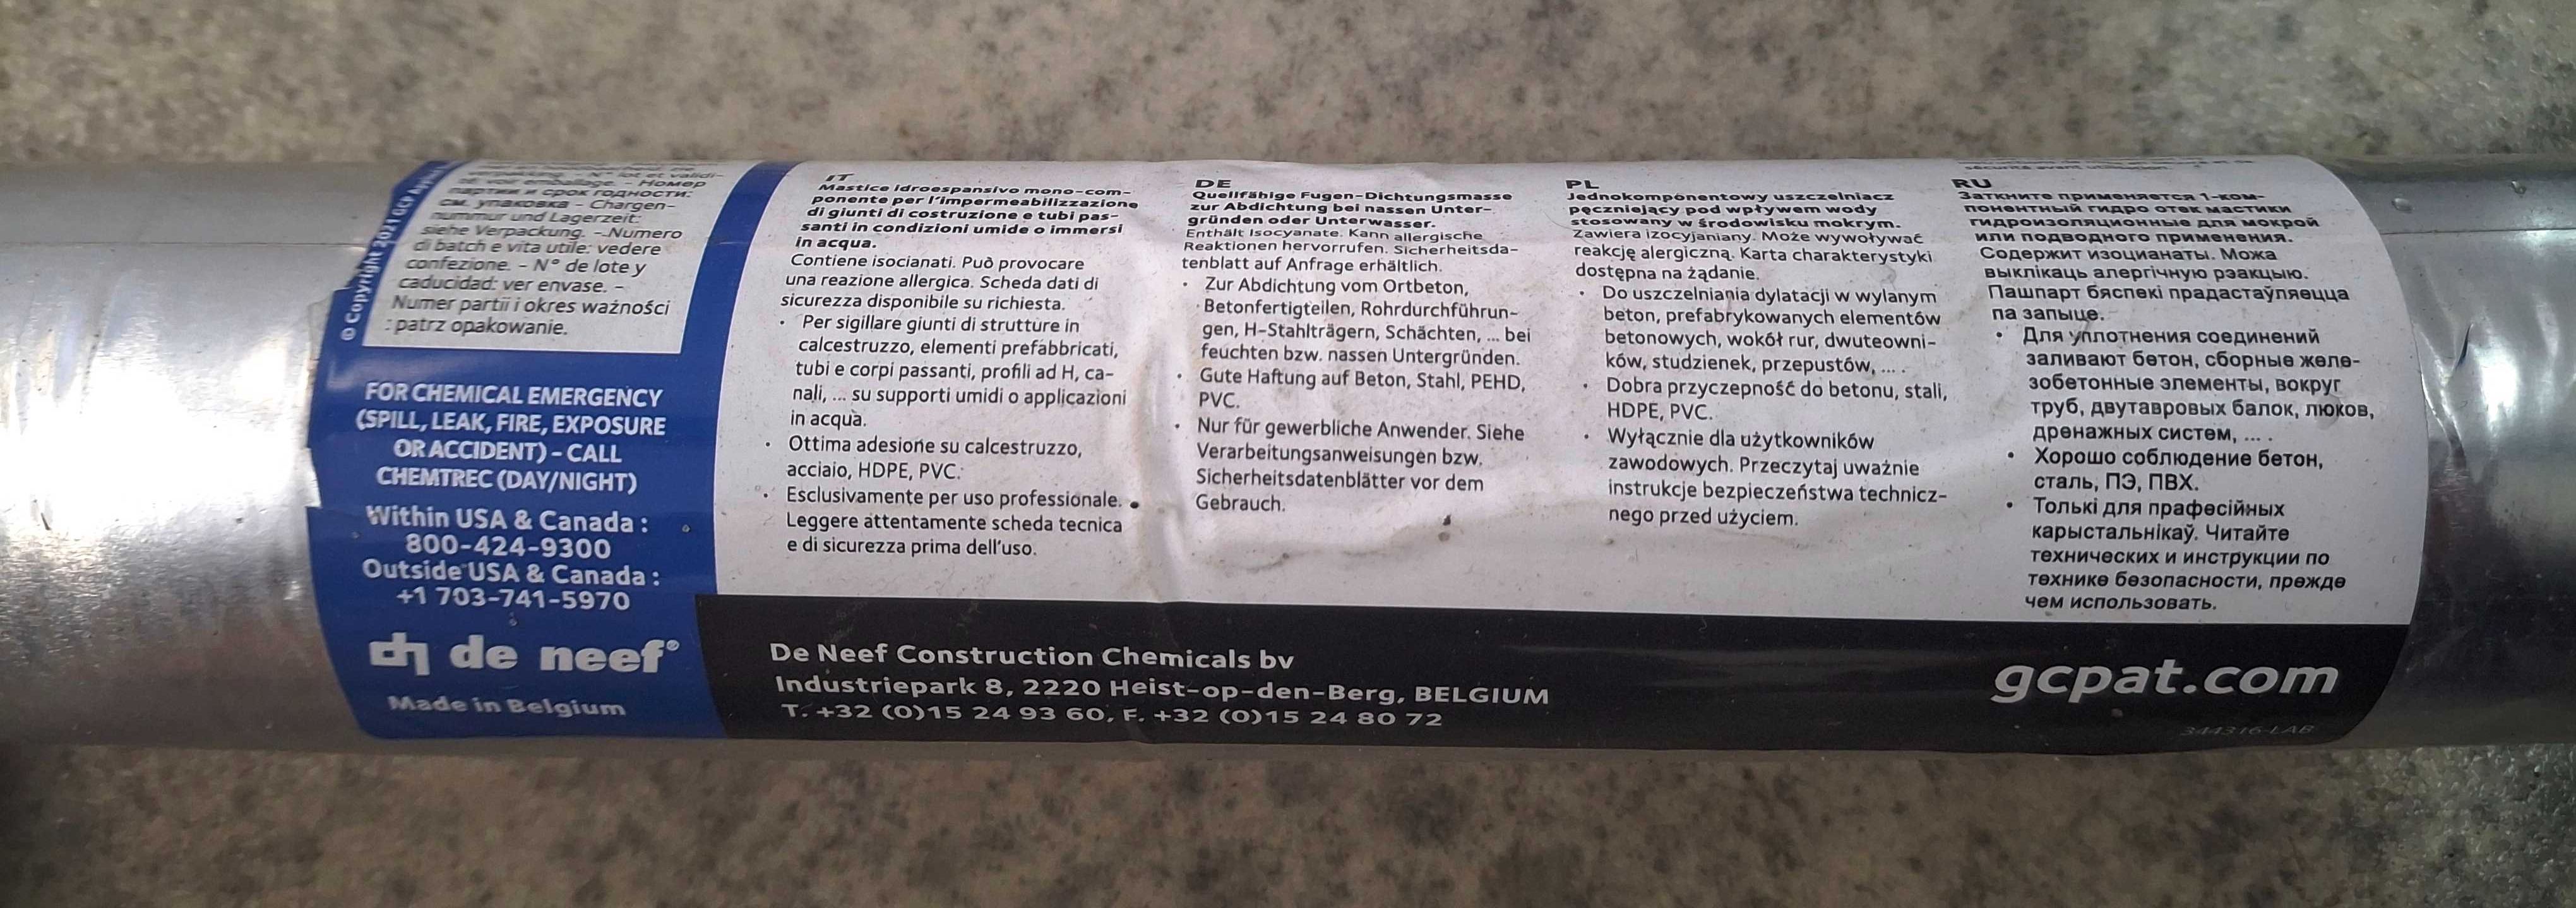 © Copyright 2021 GCP
партии и срок годности:
см. упаковка – Chargen-
nummur und Lagerzeit:
siehe Verpackung. – Numero
di batch e vita utile: vedere
confezione. – N° de lote y
caducidad: ver envase. –
Numer partii i okres ważności
: patrz opakowanie.
FOR CHEMICAL EMERGENCY
(SPILL, LEAK, FIRE, EXPOSURE
OR ACCIDENT) – CALL
CHEMTREC (DAY/NIGHT)
Within USA & Canada :
800-424-9300
Outside USA & Canada :
+1 703-741-5970
de neef®
Made in Belgium
IT
Mastice idroespansivo mono-com-
ponente per l'impermeabilizzazione
di giunti di costruzione e tubi pas-
santi in condizioni umide o immersi
in acqua.
Contiene isocianati. Può provocare
una reazione allergica. Scheda dati di
sicurezza disponibile su richiesta.
• Per sigillare giunti di strutture in
calcestruzzo, elementi prefabbricati,
tubi e corpi passanti, profili ad H, ca-
nali, ... su supporti umidi o applicazioni
in acqua.
• Ottima adesione su calcestruzzo,
acciaio, HDPE, PVC.
• Esclusivamente per uso professionale.
Leggere attentamente scheda tecnica
e di sicurezza prima dell'uso.
DE
Quellfähige Fugen-Dichtungsmasse
zur Abdichtung bei nassen Unter-
gründen oder Unterwasser.
Enthält Isocyanate. Kann allergische
Reaktionen hervorrufen. Sicherheitsda-
tenblatt auf Anfrage erhältlich.
• Zur Abdichtung vom Ortbeton,
Betonfertigteilen, Rohrdurchführun-
gen, H-Stahlträgern, Schächten, ... bei
feuchten bzw. nassen Untergründen.
• Gute Haftung auf Beton, Stahl, PEHD,
PVC.
• Nur für gewerbliche Anwender. Siehe
Verarbeitungsanweisungen bzw.
Sicherheitsdatenblätter vor dem
Gebrauch.
PL
Jednokomponentowy uszczelniacz
pęczniejący pod wpływem wody
stosowany w środowisku mokrym.
Zawiera izocyjaniany. Może wywoływać
reakcję alergiczną. Karta charakterystyki
dostępna na żądanie.
• Do uszczelniania dylatacji w wylanym
beton, prefabrykowanych elementów
betonowych, wokół rur, dwuteowni-
ków, studzienek, przepustów, ... .
• Dobra przyczepność do betonu, stali,
HDPE, PVC.
• Wyłącznie dla użytkowników
zawodowych. Przeczytaj uważnie
instrukcje bezpieczeństwa technicz-
nego przed użyciem.
RU
Заткните применяется 1-ком-
понентный гидро отек мастики
гидроизоляционные для мокрой
или подводного применения.
Содержит изоцианаты. Можа
выклікаць алергічную рэакцыю.
Пашпарт бяспекі прадастаўляецца
па запыце.
• Для уплотнения соединений
заливают бетон, сборные желе-
зобетонные элементы, вокруг
труб, двутавровых балок, люков,
дренажных систем, ... .
• Хорошо соблюдение бетон,
сталь, ПЭ, ПВХ.
• Толькі для прафесійных
карыстальнікаў. Читайте
технических и инструкции по
технике безопасности, прежде
чем использовать.
De Neef Construction Chemicals bv
Industriepark 8, 2220 Heist-op-den-Berg, BELGIUM
T. +32 (0)15 24 93 60, F. +32 (0)15 24 80 72
gcpat.com
344316-LAB